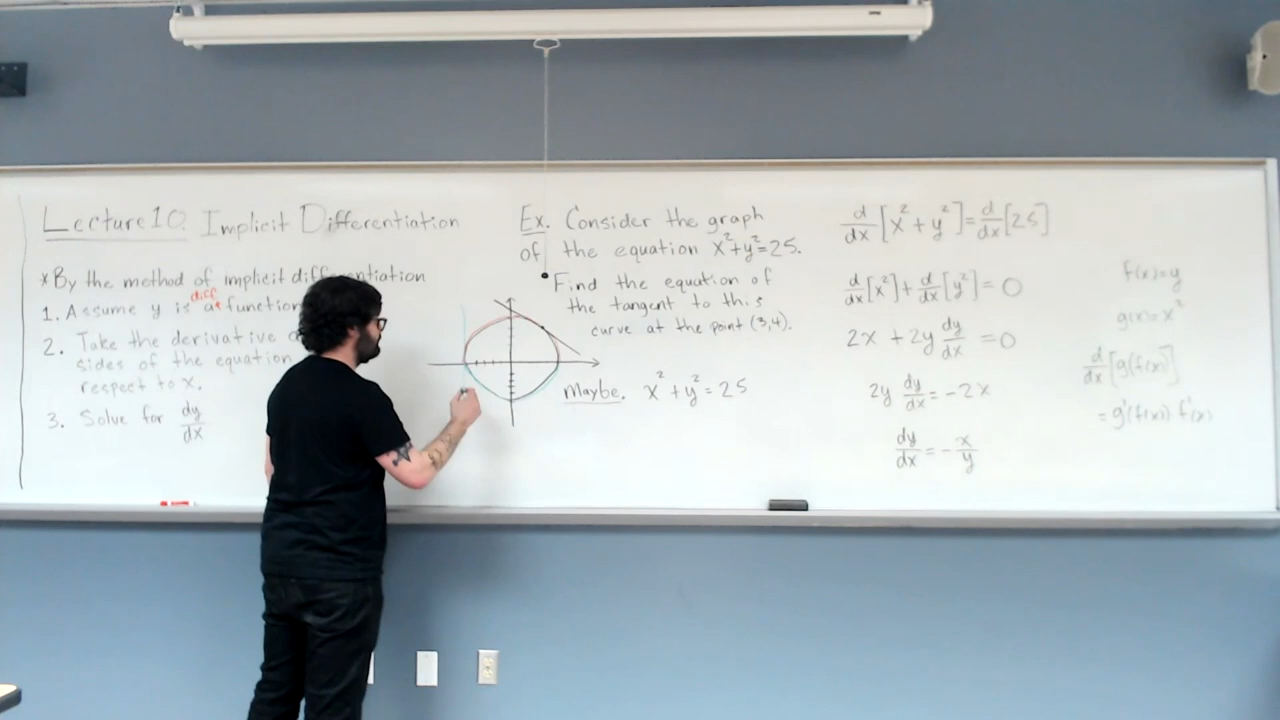 Lecture 10. Implicit Differentiation
*By the method of implicit differentiation
1. Assume y is a diff function
2. Take the derivative
sides of the equation
respect to x.
3. Solve for dy/dx
Ex. Consider the graph
of the equation x²+y²=25.
Find the equation of
the tangent to this
curve at the point (3,4).
Maybe. x²+y²=25
d/dx[x²+y²]=d/dx[25]
d/dx[x²]+d/dx[y²]=0
2x+2y dy/dx=0
2y dy/dx=-2x
dy/dx=-x/y
f(x)=y
g(x)=x²
d/dx[g(f(x))]
=g'(f(x)) f'(x)